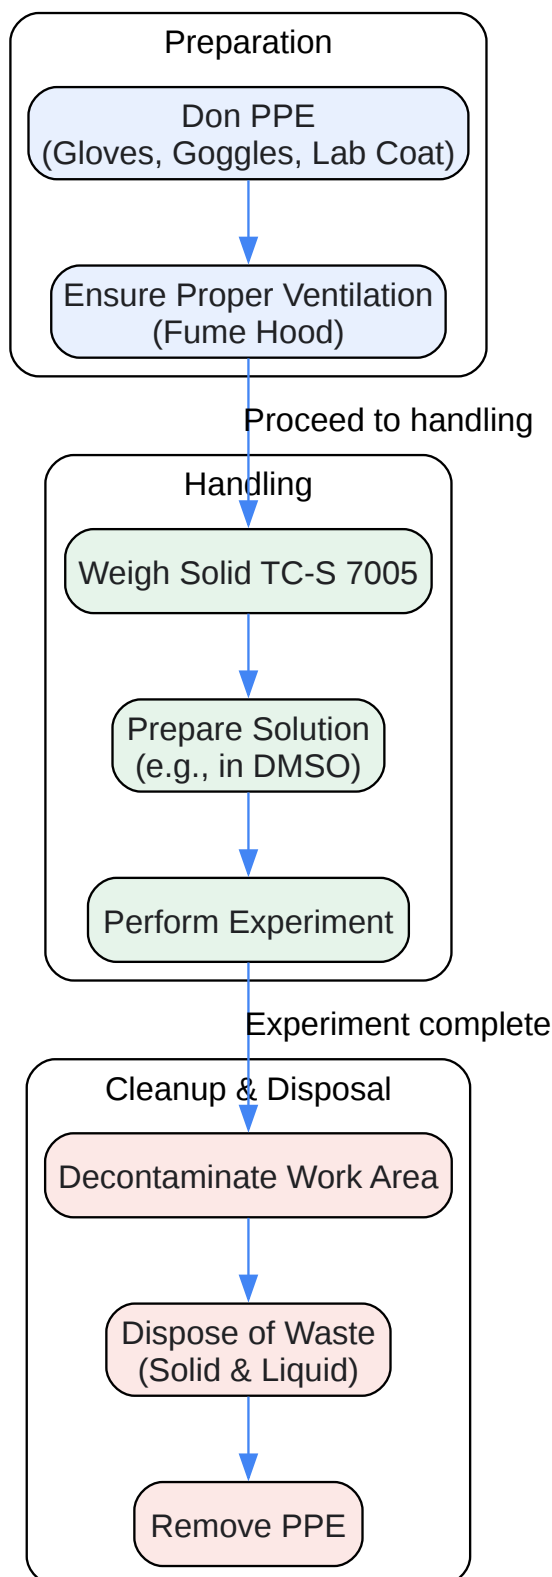 Preparation
Don PPE
(Gloves, Goggles, Lab Coat)
Ensure Proper Ventilation
(Fume Hood)
Proceed to handling
Handling
Weigh Solid TC-S 7005
Prepare Solution
(e.g., in DMSO)
Perform Experiment
Experiment complete
Cleanup & Disposal
Decontaminate Work Area
Dispose of Waste
(Solid & Liquid)
Remove PPE